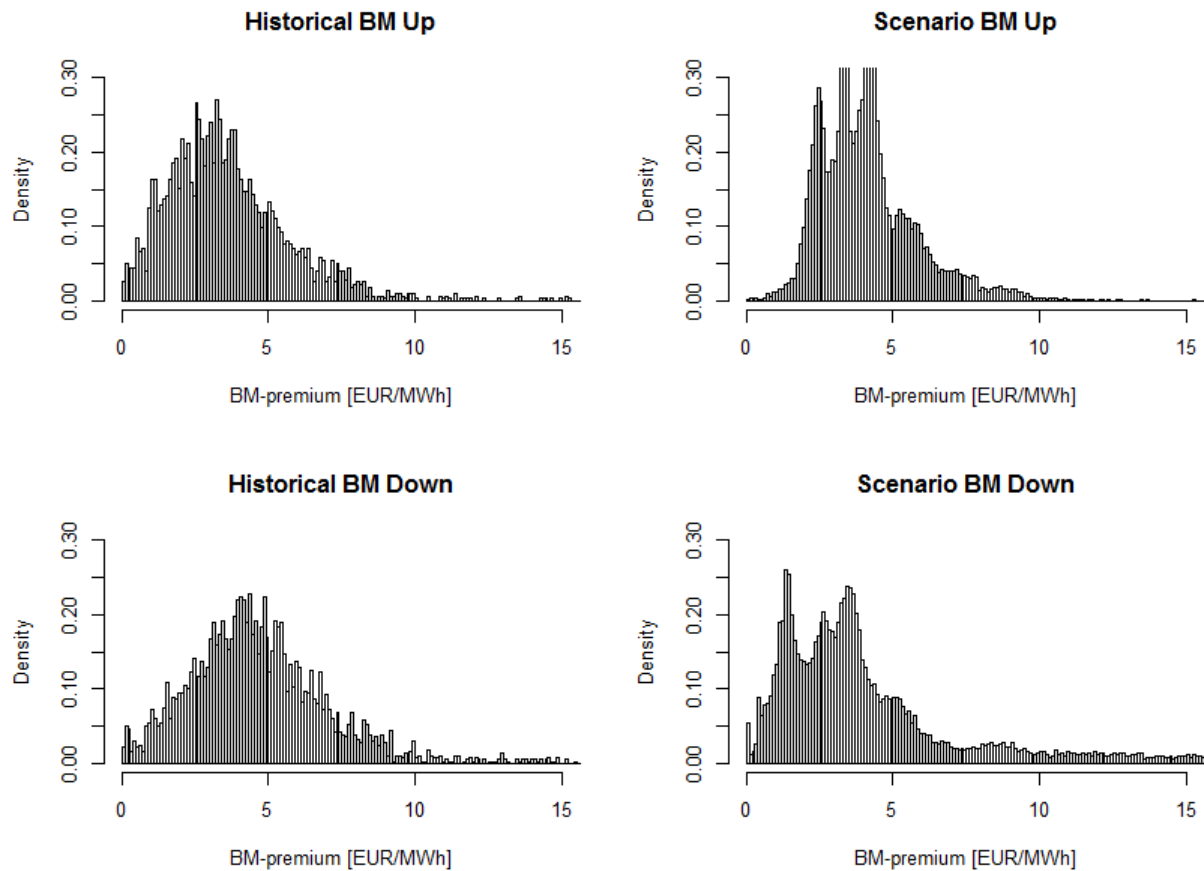 Historical BM Up
Density
0.00 0.10 0.20 0.30
0 5 10 15
BM-premium [EUR/MWh]
Scenario BM Up
Density
0.00 0.10 0.20 0.30
0 5 10 15
BM-premium [EUR/MWh]
Historical BM Down
Density
0.00 0.10 0.20 0.30
0 5 10 15
BM-premium [EUR/MWh]
Scenario BM Down
Density
0.00 0.10 0.20 0.30
0 5 10 15
BM-premium [EUR/MWh]